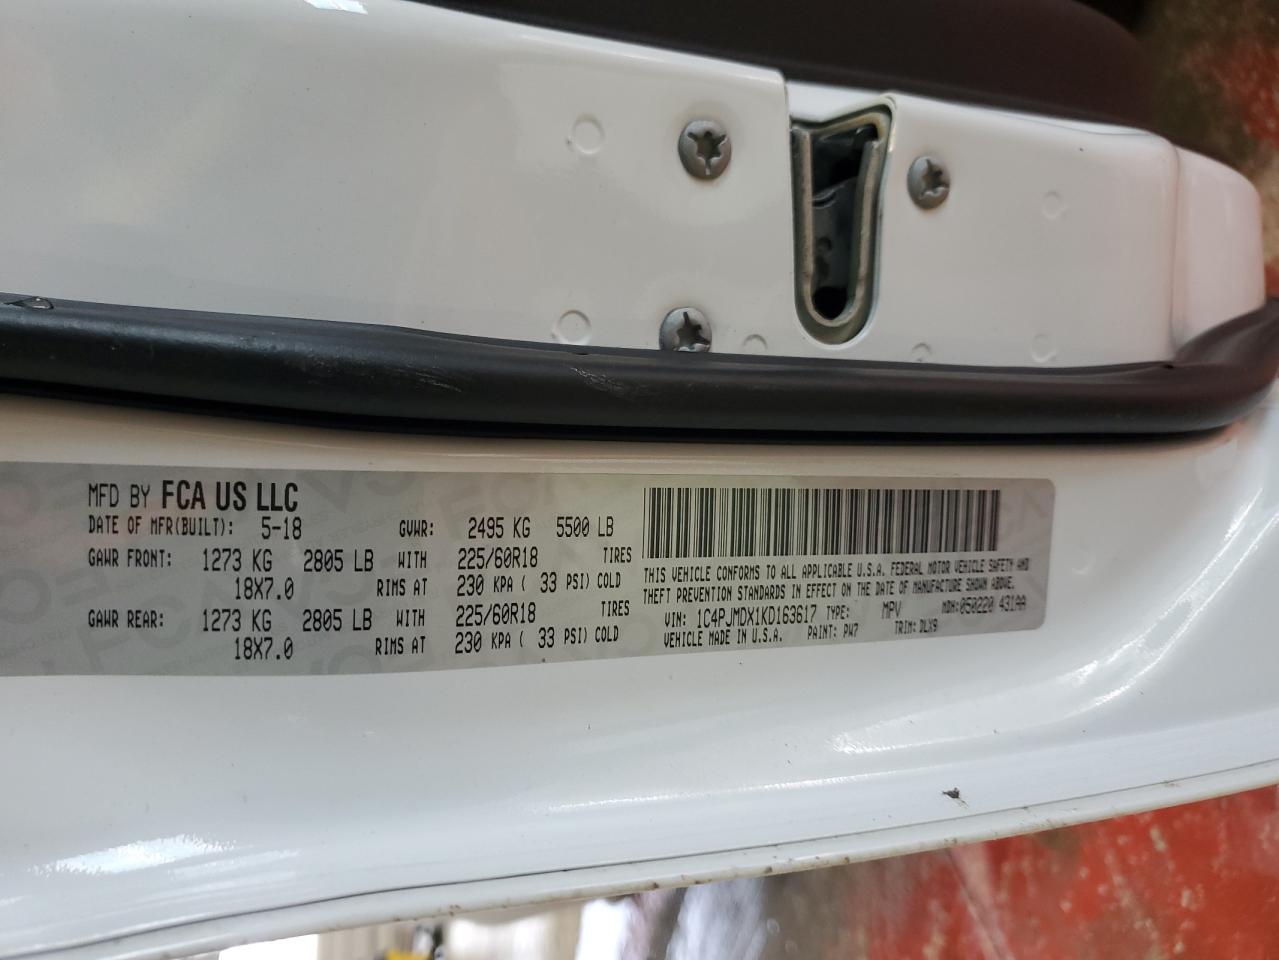 MFD BY FCA US LLC
DATE OF MFR(BUILT): 5-18 GVWR: 2495 KG 5500 LB
GAWR FRONT: 1273 KG 2805 LB WITH 225/60R18 TIRES
18X7.0 RIMS AT 230 KPA ( 33 PSI) COLD
GAWR REAR: 1273 KG 2805 LB WITH 225/60R18 TIRES
18X7.0 RIMS AT 230 KPA ( 33 PSI) COLD
THIS VEHICLE CONFORMS TO ALL APPLICABLE U.S.A. FEDERAL MOTOR VEHICLE SAFETY AND
THEFT PREVENTION STANDARDS IN EFFECT ON THE DATE OF MANUFACTURE SHOWN ABOVE.
VIN: 1C4PJMDX1KD163617 TYPE: MPV MDH: 050220 431AA
VEHICLE MADE IN U.S.A. PAINT: PW7 TRIM: DLX9